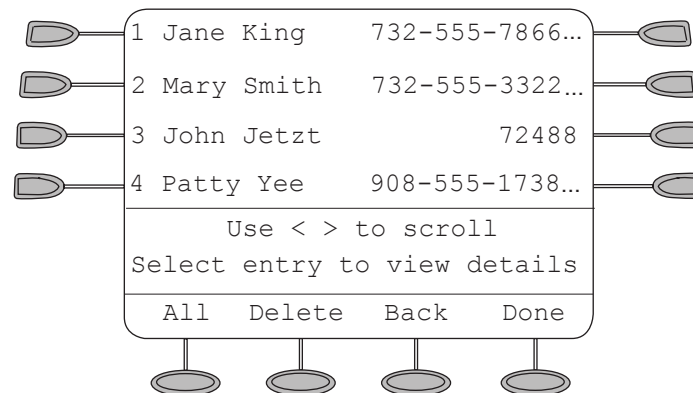 1 Jane King 732-555-7866...
2 Mary Smith 732-555-3322...
3 John Jetzt 72488
4 Patty Yee 908-555-1738...
Use < > to scroll
Select entry to view details
All Delete Back Done